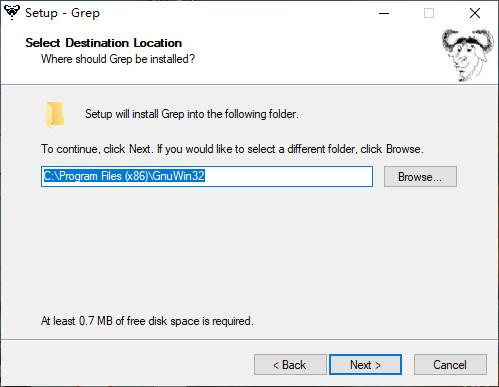 Setup - Grep
Select Destination Location
Where should Grep be installed?
Setup will install Grep into the following folder.
To continue, click Next. If you would like to select a different folder, click Browse.
C:\Program Files (x86)\GnuWin32
Browse...
At least 0.7 MB of free disk space is required.
< Back
Next >
Cancel